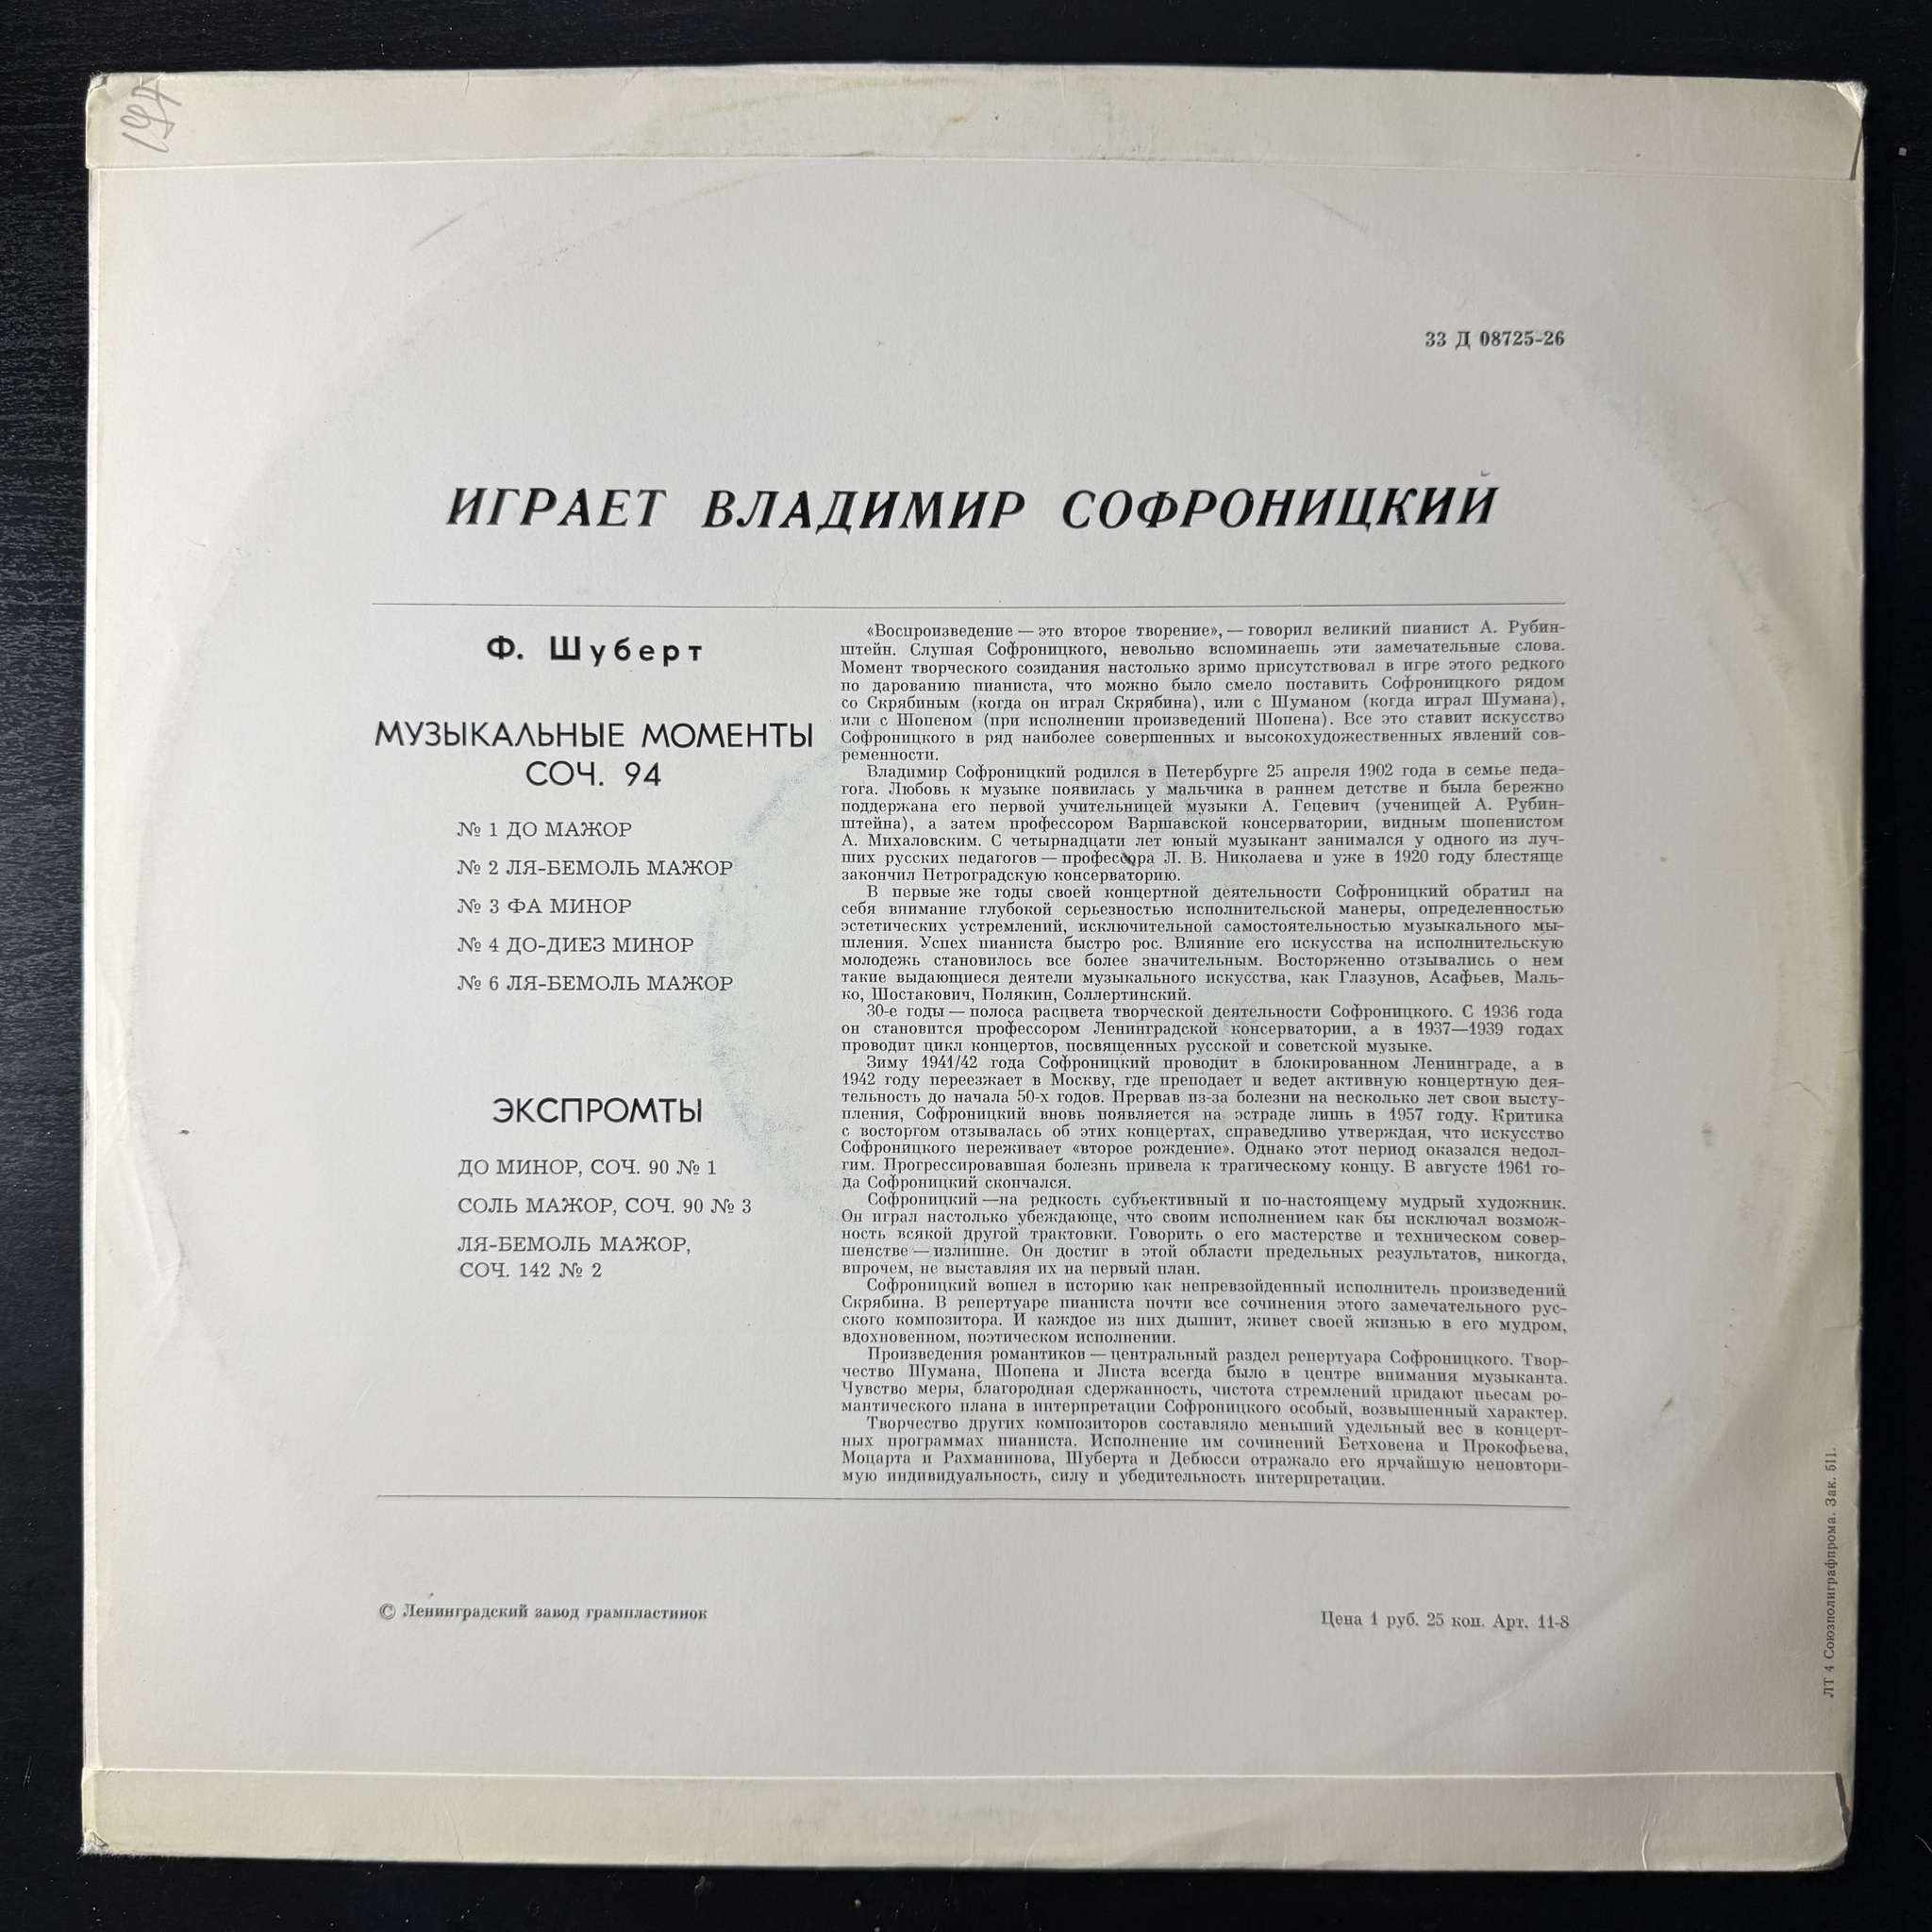 33 Д 08725-26
ИГРАЕТ ВЛАДИМИР СОФРОНИЦКИЙ
Ф. Шуберт
МУЗЫКАЛЬНЫЕ МОМЕНТЫ
СОЧ. 94
№ 1 ДО МАЖОР
№ 2 ЛЯ-БЕМОЛЬ МАЖОР
№ 3 ФА МИНОР
№ 4 ДО-ДИЕЗ МИНОР
№ 6 ЛЯ-БЕМОЛЬ МАЖОР
ЭКСПРОМТЫ
ДО МИНОР, СОЧ. 90 № 1
СОЛЬ МАЖОР, СОЧ. 90 № 3
ЛЯ-БЕМОЛЬ МАЖОР,
СОЧ. 142 № 2
«Воспроизведение — это второе творение», — говорил великий пианист А. Рубин-
штейн. Слушая Софроницкого, невольно вспоминаешь эти замечательные слова.
Момент творческого созидания настолько зримо присутствовал в игре этого редкого
по дарованию пианиста, что можно было смело поставить Софроницкого рядом
со Скрябиным (когда он играл Скрябина), или с Шуманом (когда играл Шумана),
или с Шопеном (при исполнении произведений Шопена). Все это ставит искусство
Софроницкого в ряд наиболее совершенных и высокохудожественных явлений сов-
ременности.
Владимир Софроницкий родился в Петербурге 25 апреля 1902 года в семье педа-
гога. Любовь к музыке появилась у мальчика в раннем детстве и была бережно
поддержана его первой учительницей музыки А. Гецевич (ученицей А. Рубин-
штейна), а затем профессором Варшавской консерватории, видным шопенистом
А. Михаловским. С четырнадцати лет юный музыкант занимался у одного из луч-
ших русских педагогов — профессора Л. В. Николаева и уже в 1920 году блестяще
закончил Петроградскую консерваторию.
В первые же годы своей концертной деятельности Софроницкий обратил на
себя внимание глубокой серьезностью исполнительской манеры, определенностью
эстетических устремлений, исключительной самостоятельностью музыкального мы-
шления. Успех пианиста быстро рос. Влияние его искусства на исполнительскую
молодежь становилось все более значительным. Восторженно отзывались о нем
такие выдающиеся деятели музыкального искусства, как Глазунов, Асафьев, Маль-
ко, Шостакович, Полякин, Соллертинский.
30-е годы — полоса расцвета творческой деятельности Софроницкого. С 1936 года
он становится профессором Ленинградской консерватории, а в 1937—1939 годах
проводит цикл концертов, посвященных русской и советской музыке.
Зиму 1941/42 года Софроницкий проводит в блокированном Ленинграде, а в
1942 году переезжает в Москву, где преподает и ведет активную концертную дея-
тельность до начала 50-х годов. Прервав из-за болезни на несколько лет свои высту-
пления, Софроницкий вновь появляется на эстраде лишь в 1957 году. Критика
с восторгом отзывалась об этих концертах, справедливо утверждая, что искусство
Софроницкого переживает «второе рождение». Однако этот период оказался недол-
гим. Прогрессировавшая болезнь привела к трагическому концу. В августе 1961 го-
да Софроницкий скончался.
Софроницкий — на редкость субъективный и по-настоящему мудрый художник.
Он играл настолько убеждающе, что своим исполнением как бы исключал возмож-
ность всякой другой трактовки. Говорить о его мастерстве и техническом совер-
шенстве — излишне. Он достиг в этой области предельных результатов, никогда,
впрочем, не выставляя их на первый план.
Софроницкий вошел в историю как непревзойденный исполнитель произведений
Скрябина. В репертуаре пианиста почти все сочинения этого замечательного рус-
ского композитора. И каждое из них дышит, живет своей жизнью в его мудром,
вдохновенном, поэтическом исполнении.
Произведения романтиков — центральный раздел репертуара Софроницкого. Твор-
чество Шумана, Шопена и Листа всегда было в центре внимания музыканта.
Чувство меры, благородная сдержанность, чистота стремлений придают пьесам ро-
мантического плана в интерпретации Софроницкого особый, возвышенный характер.
Творчество других композиторов составляло меньший удельный вес в концерт-
ных программах пианиста. Исполнение им сочинений Бетховена и Прокофьева,
Моцарта и Рахманинова, Шуберта и Дебюсси отражало его ярчайшую неповтори-
мую индивидуальность, силу и убедительность интерпретации.
© Ленинградский завод грампластинок
Цена 1 руб. 25 коп. Арт. 11-8
ЛТ 4 Союзполиграфпрома. Зак. 511.